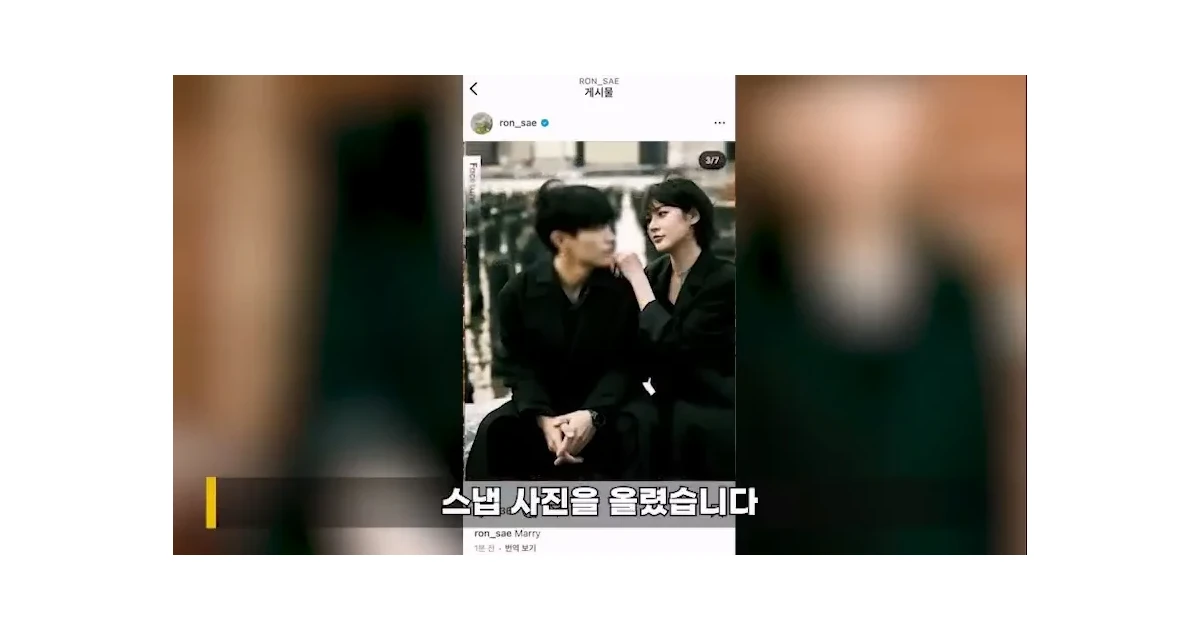 RON_SAE
게시물
ron_sae
3/7
스냅 사진을 올렸습니다
ron_sae Marry
1분 전 · 번역 보기